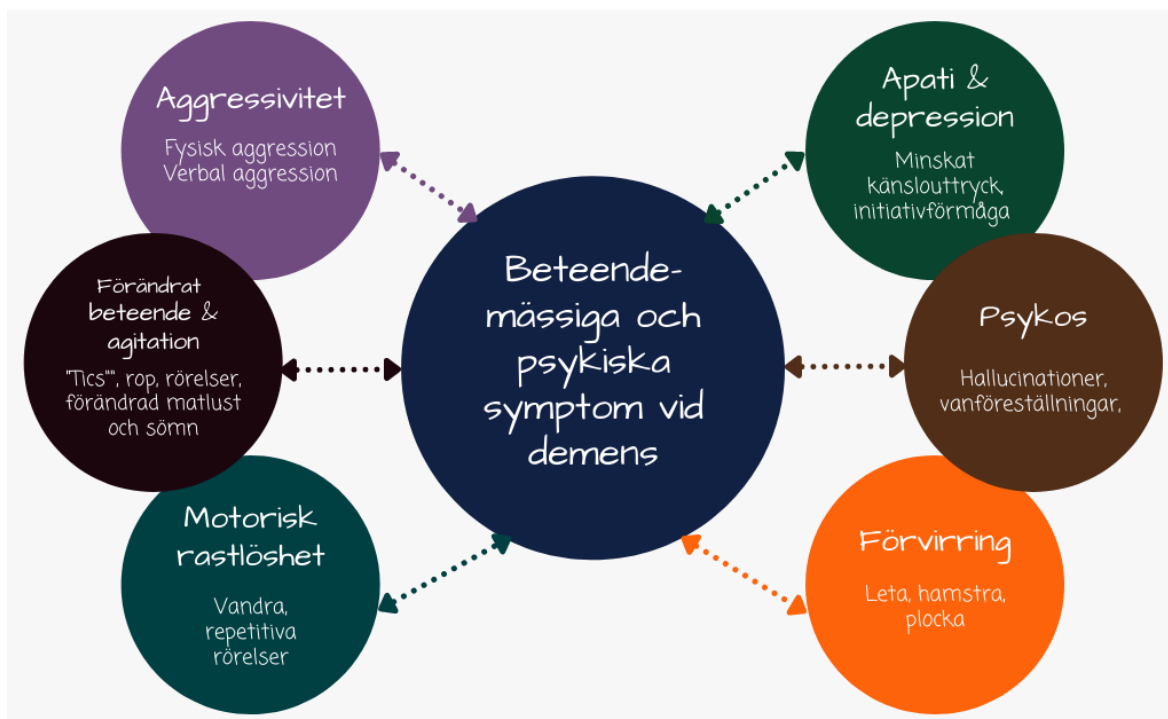 Aggressivitet
Fysisk aggression
Verbal aggression
Förändrat
beteende &
agitation
"Tics"", rop, rörelser,
förändrad matlust
och sömn
Motorisk
rastlöshet
Vandra,
repetitiva
rörelser
Beteende-
mässiga och
psykiska
symptom vid
demens
Apati &
depression
Minskat
känslouttryck,
initiativförmåga
Psykos
Hallucinationer,
vanföreställningar,
Förvirring
Leta, hamstra,
plocka